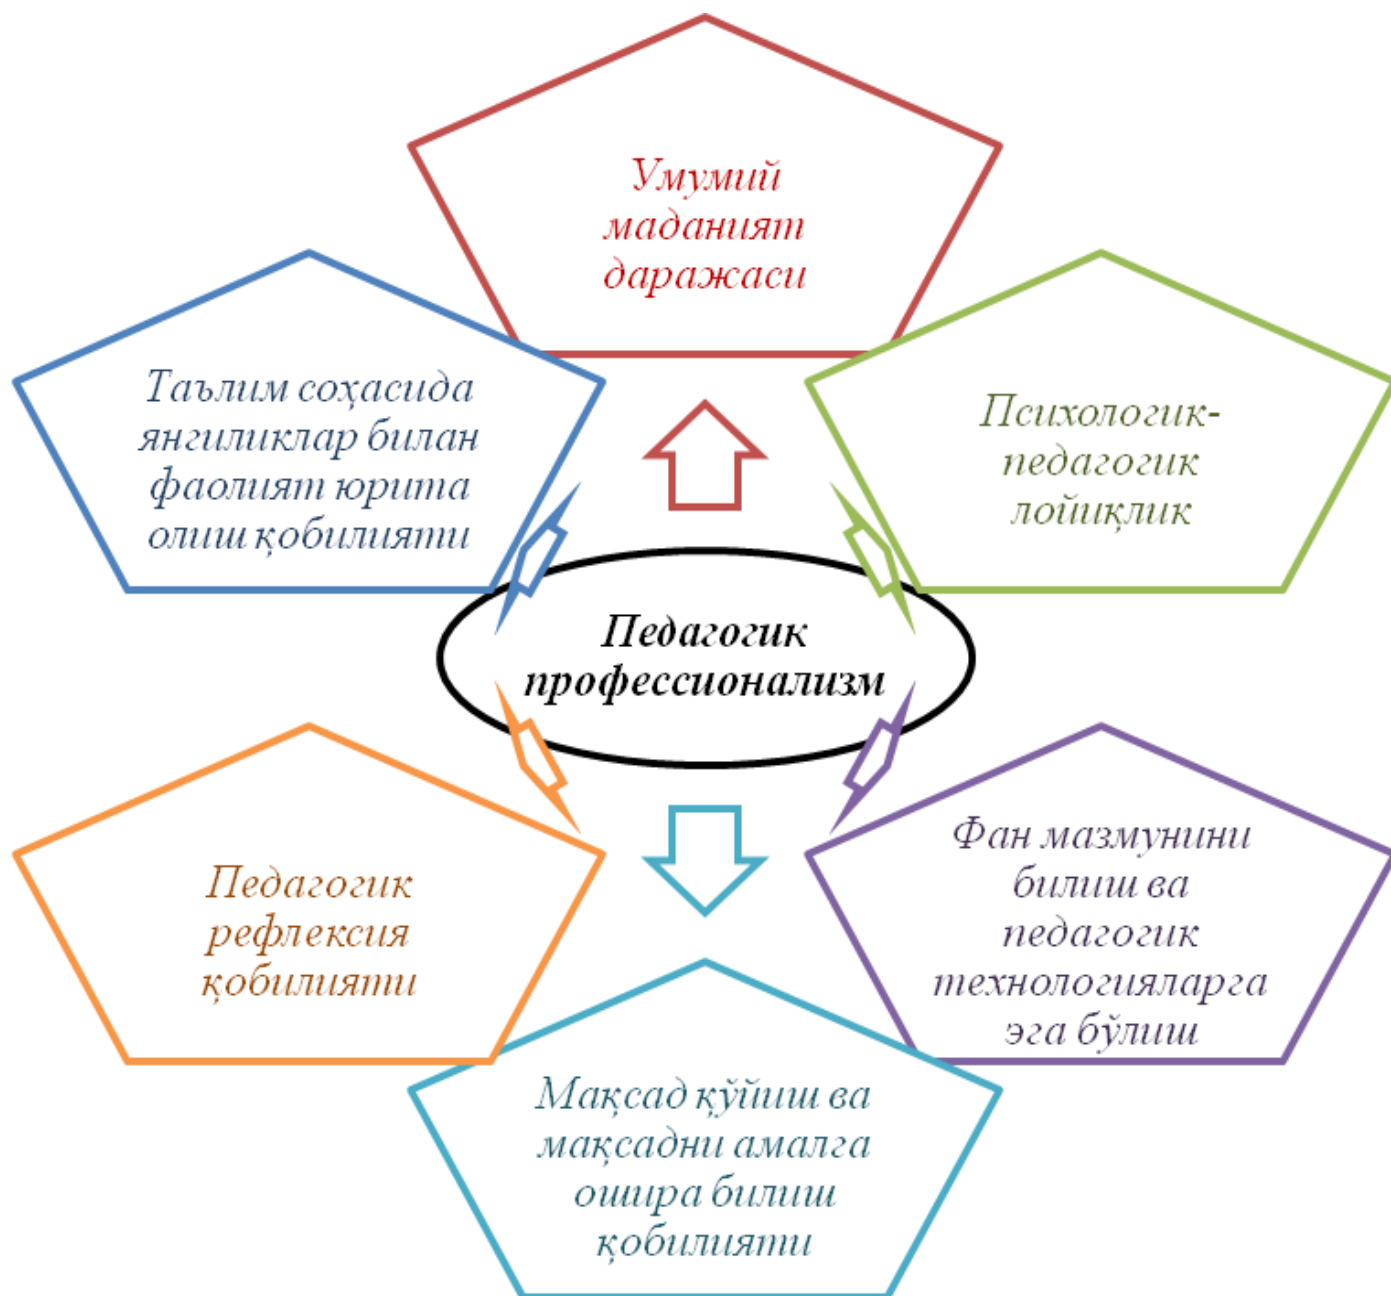 Умумий
маданият
даражаси
Таълим соҳасида
янгиликлар билан
фаолият юрита
олиш қобилияти
Психологик-
педагогик
лойиқлик
Педагогик
профессионализм
Педагогик
рефлексия
қобилияти
Фан мазмунини
билиш ва
педагогик
технологияларга
эга бўлиш
Мақсад қўйиш ва
мақсадни амалга
ошира билиш
қобилияти